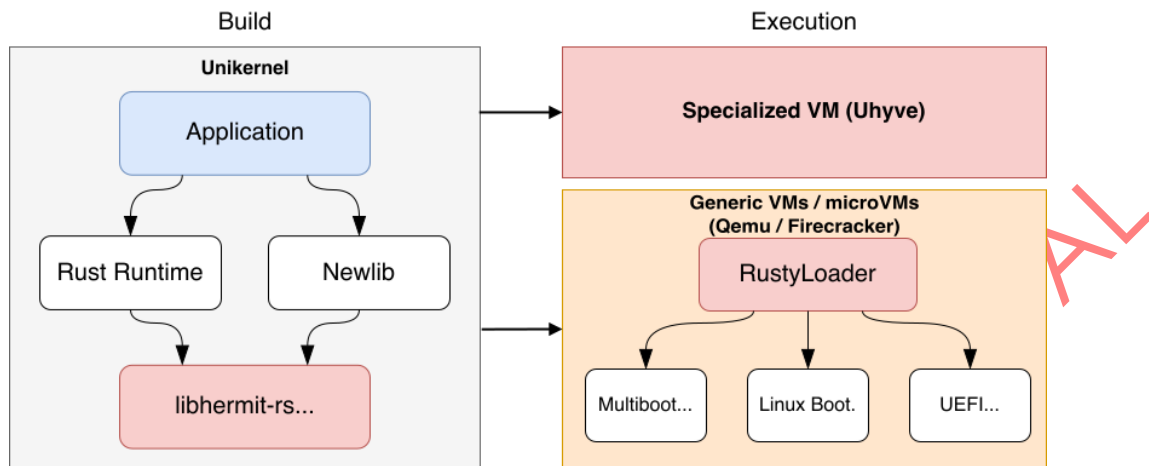 Build
Execution
Unikernel
Application
Rust Runtime
Newlib
libhermit-rs...
Specialized VM (Uhyve)
Generic VMs / microVMs
(Qemu / Firecracker)
RustyLoader
Multiboot...
Linux Boot.
UEFI...
AL